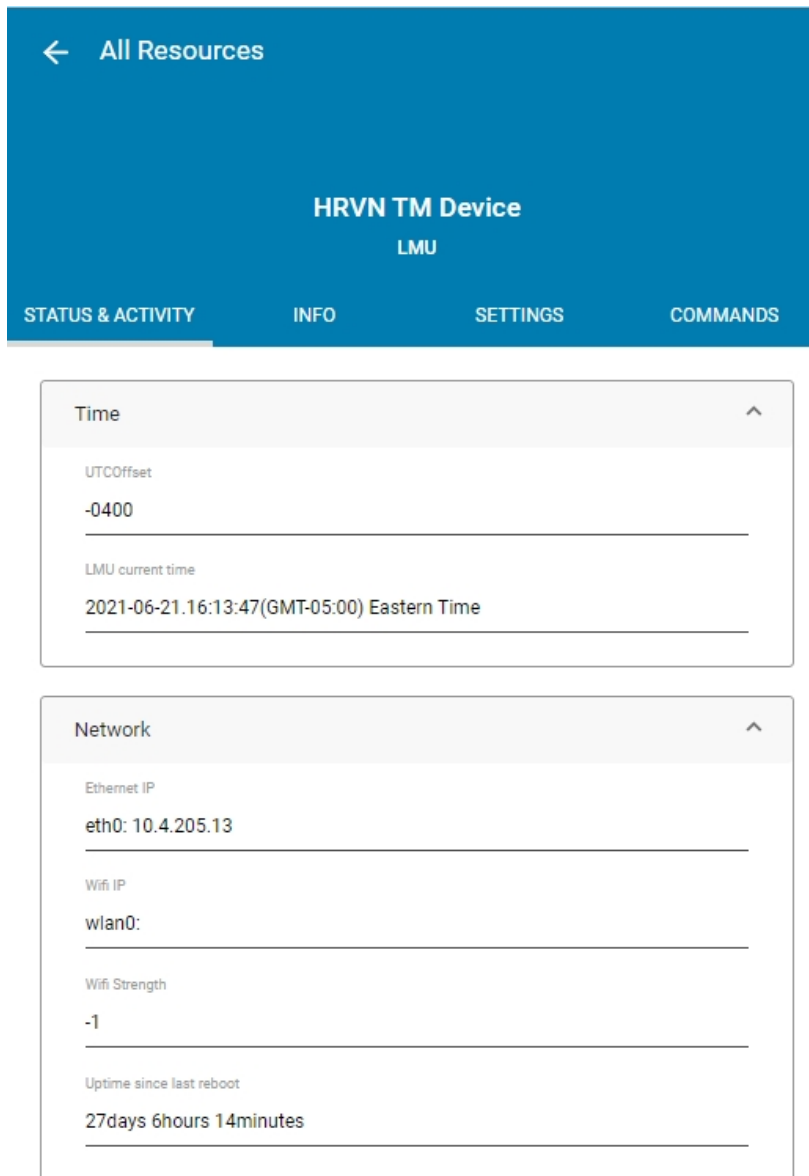 All Resources
HRVN TM Device
LMU
STATUS & ACTIVITY INFO SETTINGS COMMANDS
Time
UTCOffset
-0400
LMU current time
2021-06-21.16:13:47(GMT-05:00) Eastern Time
Network
Ethernet IP
eth0: 10.4.205.13
Wifi IP
wlan0:
Wifi Strength
-1
Uptime since last reboot
27days 6hours 14minutes